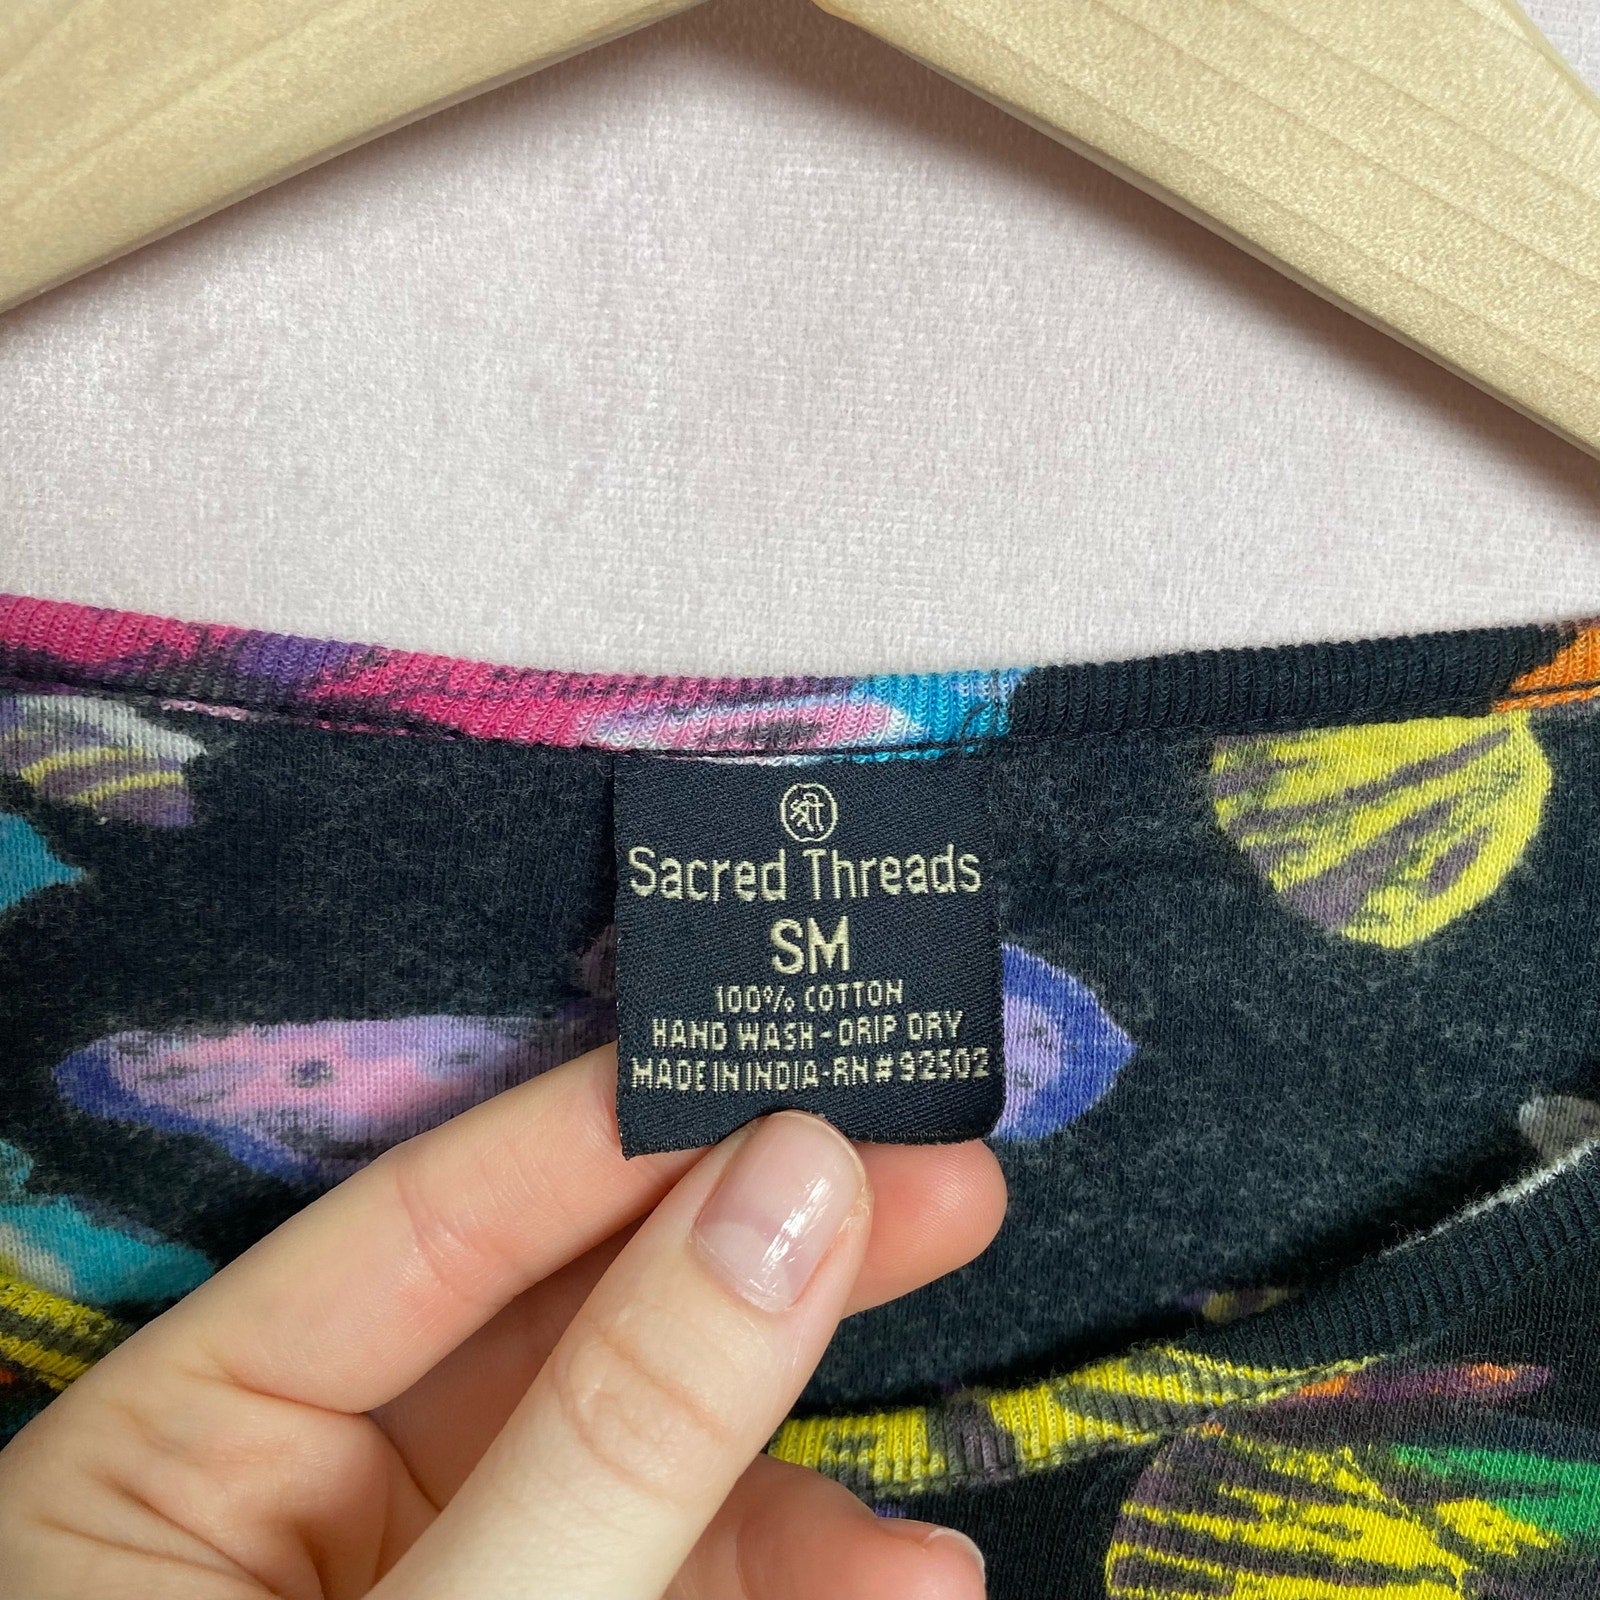 श्री
Sacred Threads
SM
100% COTTON
HAND WASH - DRIP DRY
MADE IN INDIA - RN # 92502